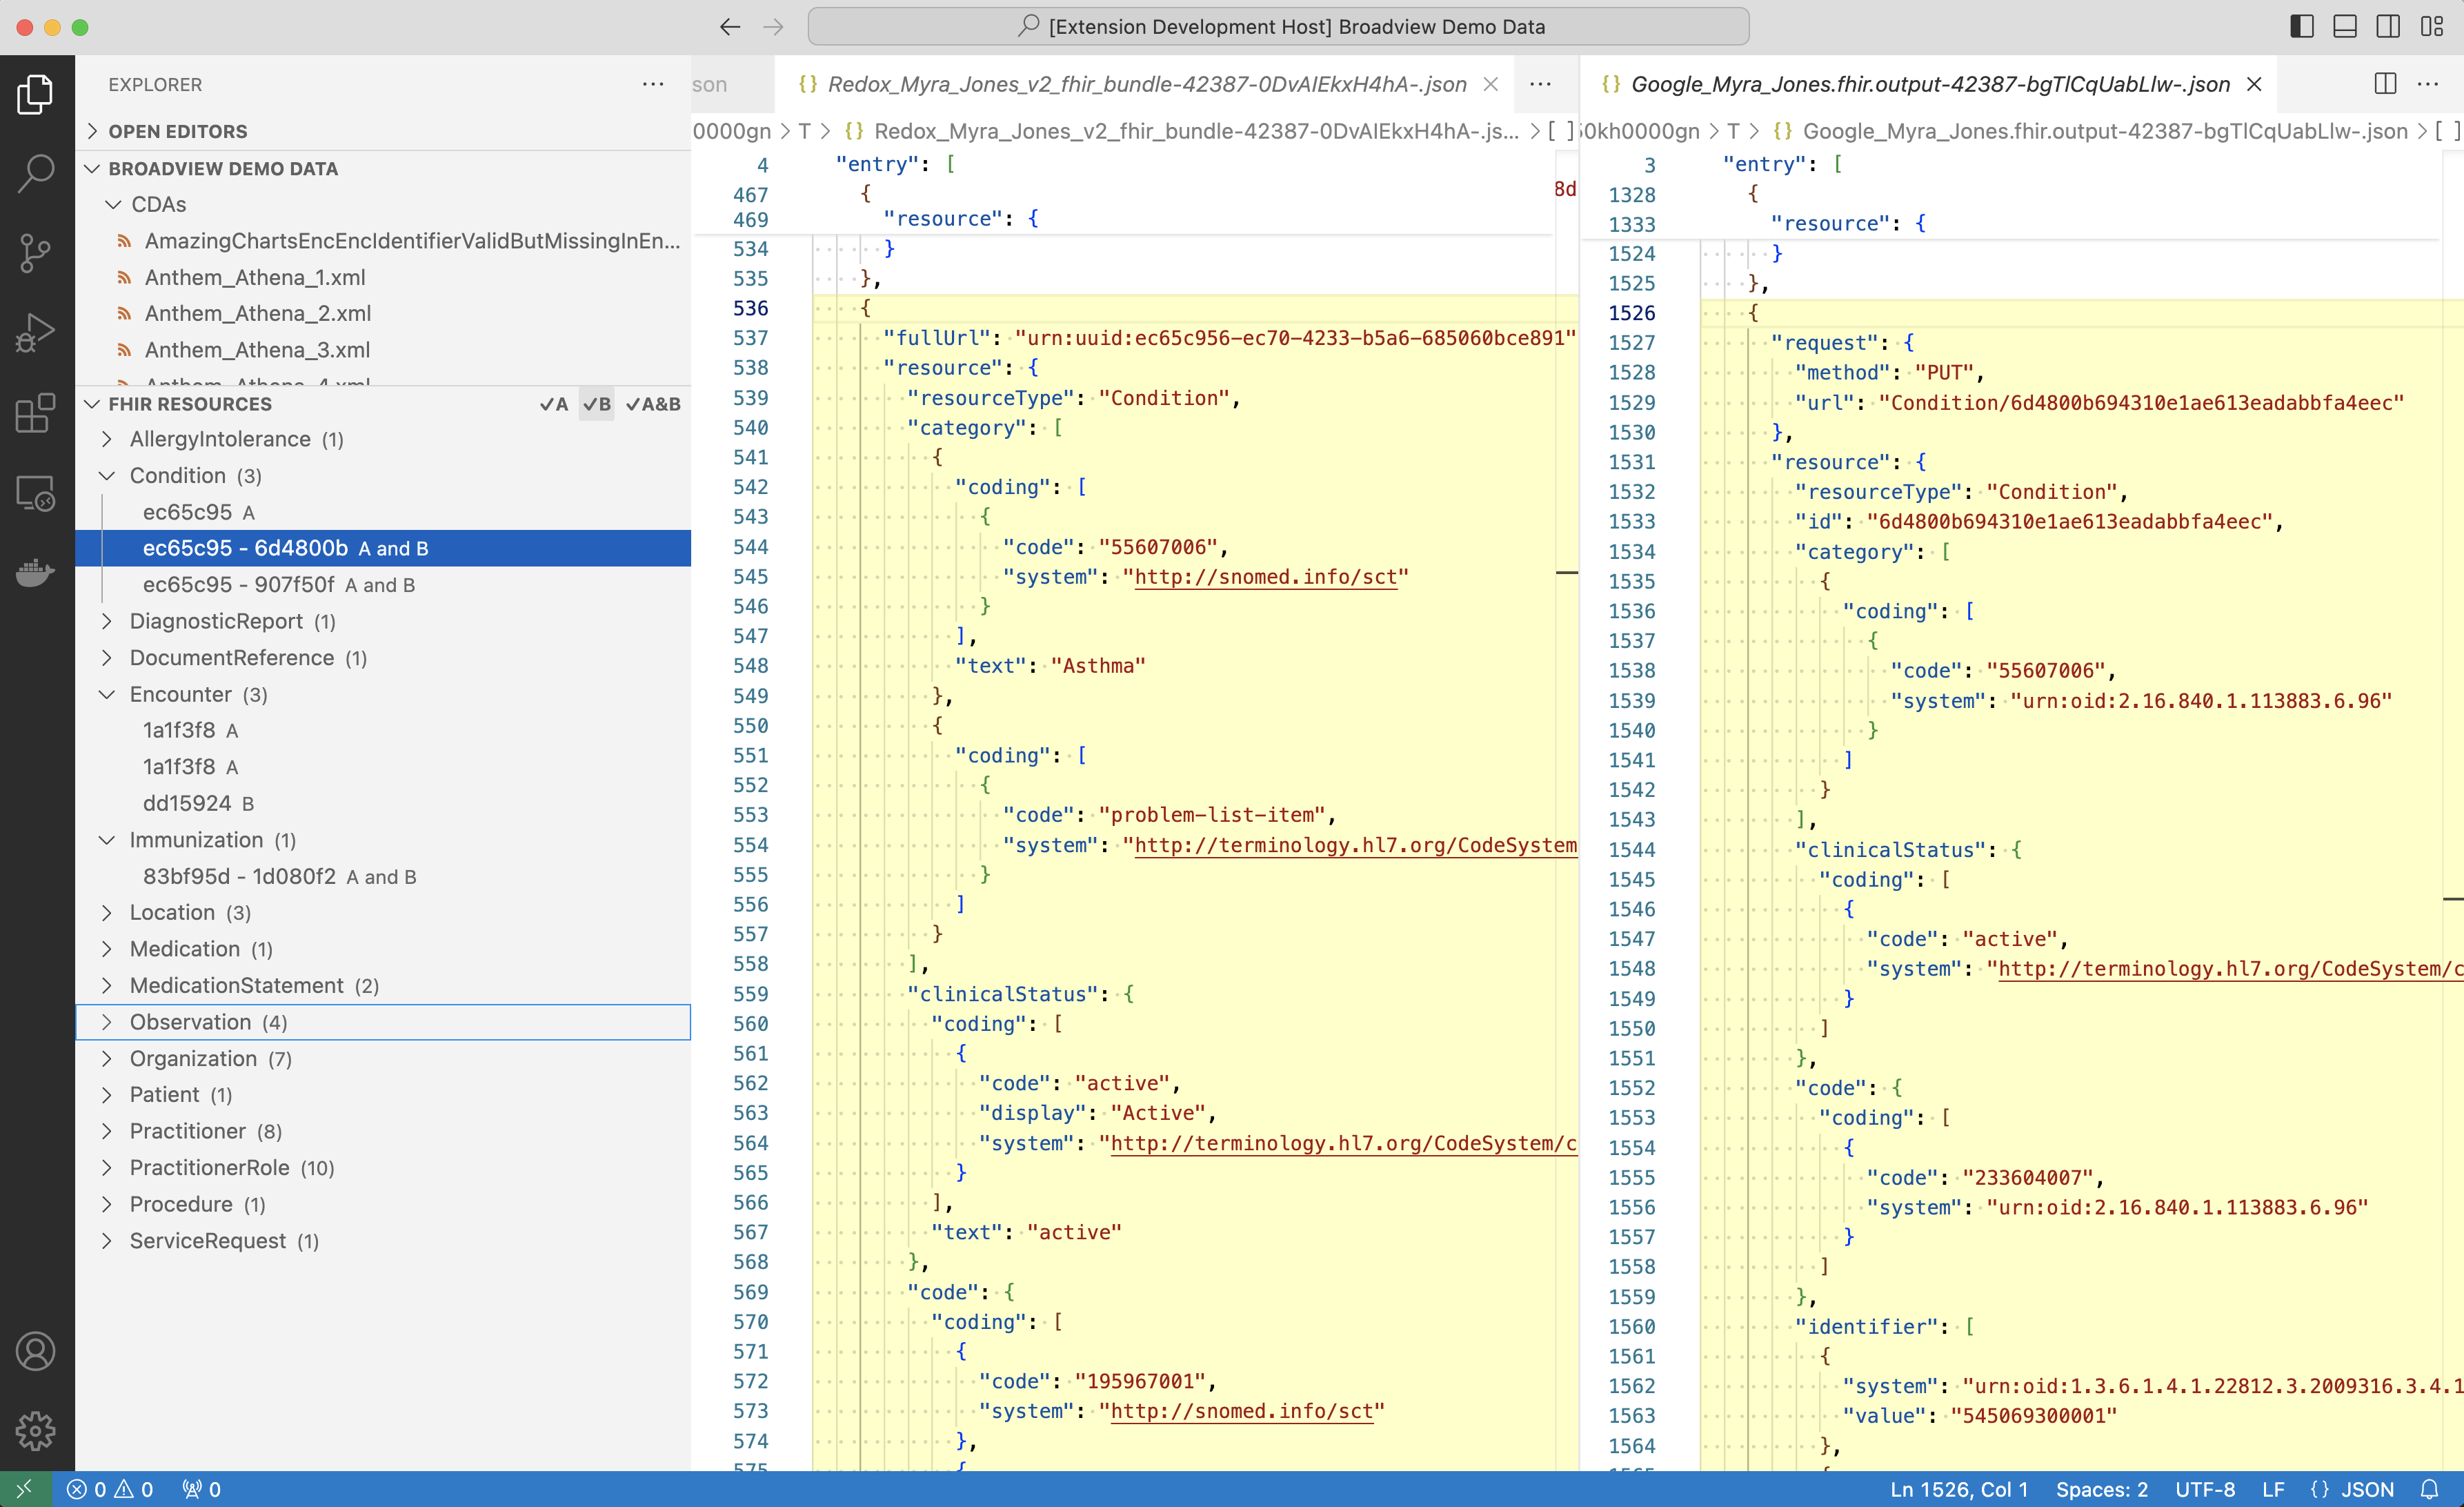 [Extension Development Host] Broadview Demo Data
EXPLORER
OPEN EDITORS
BROADVIEW DEMO DATA
CDAs
AmazingChartsEncEncIdentifierValidButMissingInEn...
Anthem_Athena_1.xml
Anthem_Athena_2.xml
Anthem_Athena_3.xml
Anthem_Athena_4.xml
FHIR RESOURCES ✓A ✓B ✓A&B
AllergyIntolerance (1)
Condition (3)
ec65c95 A
ec65c95 - 6d4800b A and B
ec65c95 - 907f50f A and B
DiagnosticReport (1)
DocumentReference (1)
Encounter (3)
1a1f3f8 A
1a1f3f8 A
dd15924 B
Immunization (1)
83bf95d - 1d080f2 A and B
Location (3)
Medication (1)
MedicationStatement (2)
Observation (4)
Organization (7)
Patient (1)
Practitioner (8)
PractitionerRole (10)
Procedure (1)
ServiceRequest (1)
son
{} Redox_Myra_Jones_v2_fhir_bundle-42387-0DvAIEkxH4hA-.json
0000gn > T > {} Redox_Myra_Jones_v2_fhir_bundle-42387-0DvAIEkxH4hA-.js... > [ ]
4 "entry": [
8d
467 {
469 "resource": {
534 }
535 },
536 {
537 "fullUrl": "urn:uuid:ec65c956-ec70-4233-b5a6-685060bce891"
538 "resource": {
539 "resourceType": "Condition",
540 "category": [
541 {
542 "coding": [
543 {
544 "code": "55607006",
545 "system": "http://snomed.info/sct"
546 }
547 ],
548 "text": "Asthma"
549 },
550 {
551 "coding": [
552 {
553 "code": "problem-list-item",
554 "system": "http://terminology.hl7.org/CodeSystem
555 }
556 ]
557 }
558 ],
559 "clinicalStatus": {
560 "coding": [
561 {
562 "code": "active",
563 "display": "Active",
564 "system": "http://terminology.hl7.org/CodeSystem/c
565 }
566 ],
567 "text": "active"
568 },
569 "code": {
570 "coding": [
571 {
572 "code": "195967001",
573 "system": "http://snomed.info/sct"
574 },
575 {
{} Google_Myra_Jones.fhir.output-42387-bgTlCqUabLlw-.json
50kh0000gn > T > {} Google_Myra_Jones.fhir.output-42387-bgTlCqUabLlw-.json > [ ]
3 "entry": [
1328 {
1333 "resource": {
1524 }
1525 },
1526 {
1527 "request": {
1528 "method": "PUT",
1529 "url": "Condition/6d4800b694310e1ae613eadabbfa4eec"
1530 },
1531 "resource": {
1532 "resourceType": "Condition",
1533 "id": "6d4800b694310e1ae613eadabbfa4eec",
1534 "category": [
1535 {
1536 "coding": [
1537 {
1538 "code": "55607006",
1539 "system": "urn:oid:2.16.840.1.113883.6.96"
1540 }
1541 ]
1542 }
1543 ],
1544 "clinicalStatus": {
1545 "coding": [
1546 {
1547 "code": "active",
1548 "system": "http://terminology.hl7.org/CodeSystem/c
1549 }
1550 ]
1551 },
1552 "code": {
1553 "coding": [
1554 {
1555 "code": "233604007",
1556 "system": "urn:oid:2.16.840.1.113883.6.96"
1557 }
1558 ]
1559 },
1560 "identifier": [
1561 {
1562 "system": "urn:oid:1.3.6.1.4.1.22812.3.2009316.3.4.1
1563 "value": "545069300001"
1564 },
1565 {
0 0 0 Ln 1526, Col 1 Spaces: 2 UTF-8 LF {} JSON